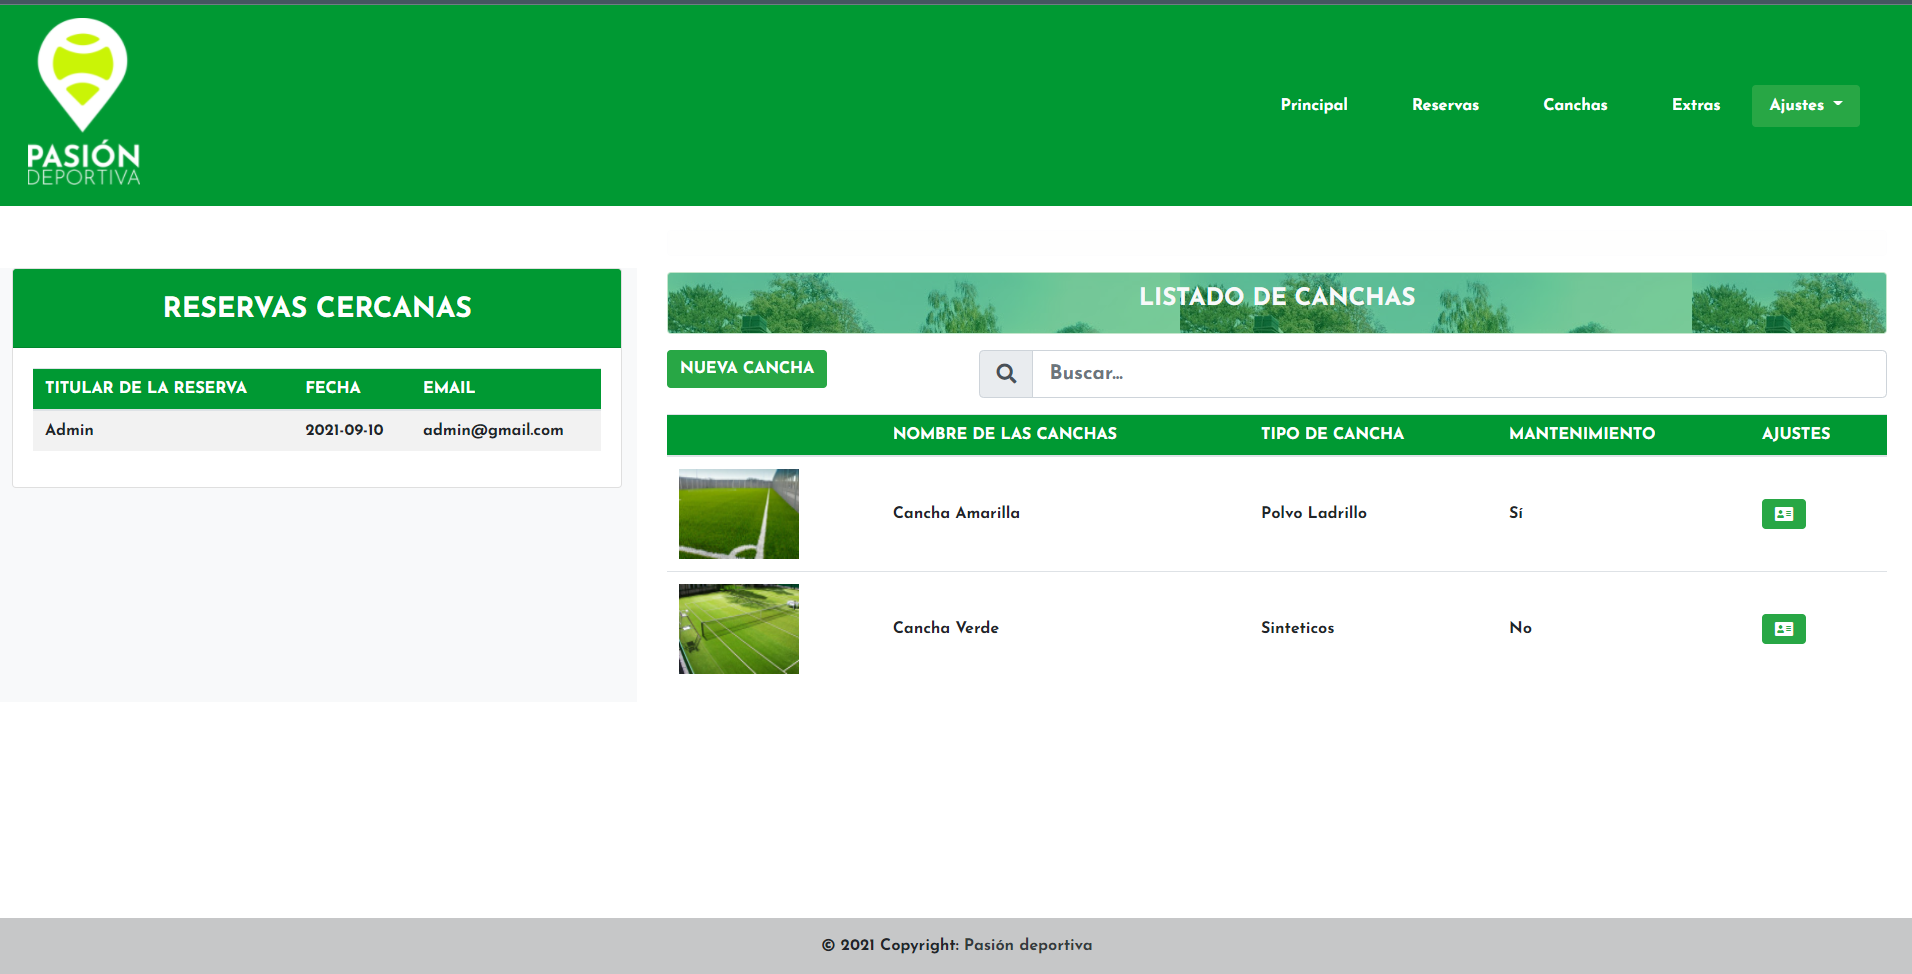 PASIÓN
DEPORTIVA
Principal
Reservas
Canchas
Extras
Ajustes
RESERVAS CERCANAS
TITULAR DE LA RESERVA FECHA EMAIL
Admin 2021-09-10 admin@gmail.com
LISTADO DE CANCHAS
NUEVA CANCHA
Buscar...
NOMBRE DE LAS CANCHAS TIPO DE CANCHA MANTENIMIENTO AJUSTES
Cancha Amarilla Polvo Ladrillo Sí
Cancha Verde Sinteticos No
© 2021 Copyright: Pasión deportiva